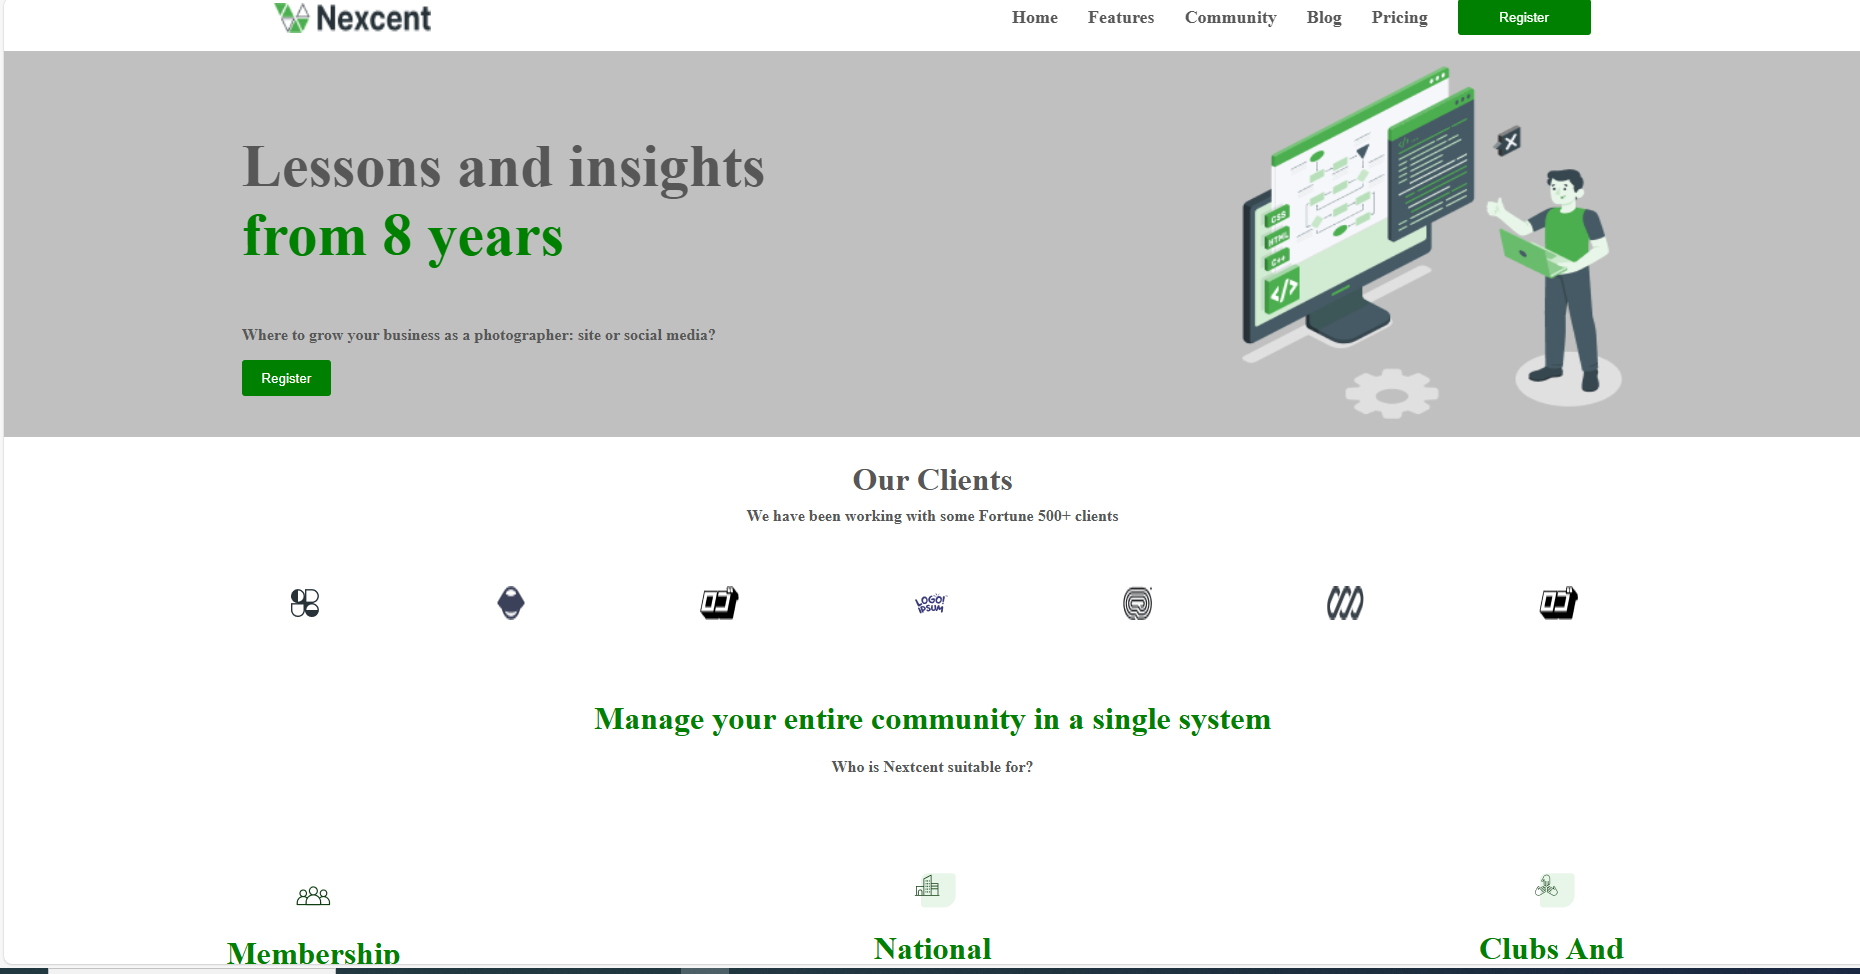 Nexcent
Home Features Community Blog Pricing Register
Lessons and insights
from 8 years
Where to grow your business as a photographer: site or social media?
Register
CSS
HTML
C++
</>
X
Our Clients
We have been working with some Fortune 500+ clients
LOGO!
IPSUM
Manage your entire community in a single system
Who is Nextcent suitable for?
Membership National Clubs And